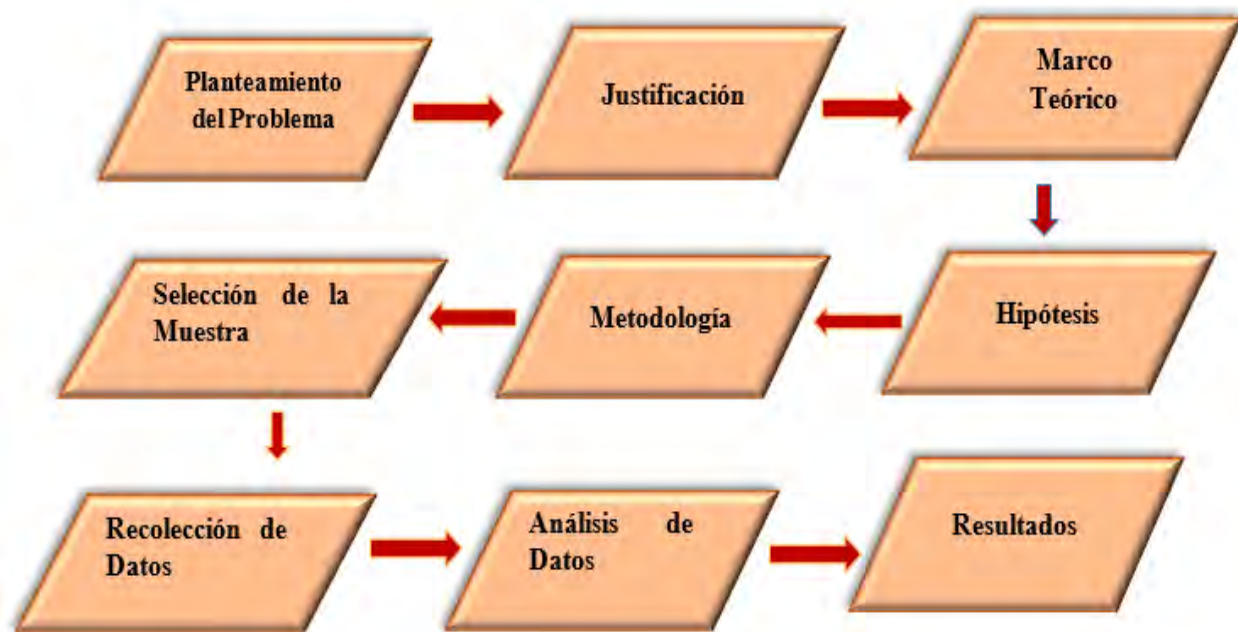 Planteamiento
del Problema
Justificación
Marco
Teórico
Hipótesis
Metodología
Selección de la
Muestra
Recolección de
Datos
Análisis de
Datos
Resultados